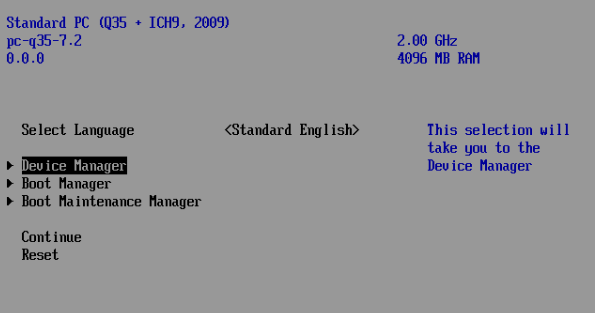 Standard PC (Q35 + ICH9, 2009)
pc-q35-7.2 2.00 GHz
0.0.0 4096 MB RAM
Select Language <Standard English> This selection will
take you to the
Device Manager Device Manager
Boot Manager
Boot Maintenance Manager
Continue
Reset